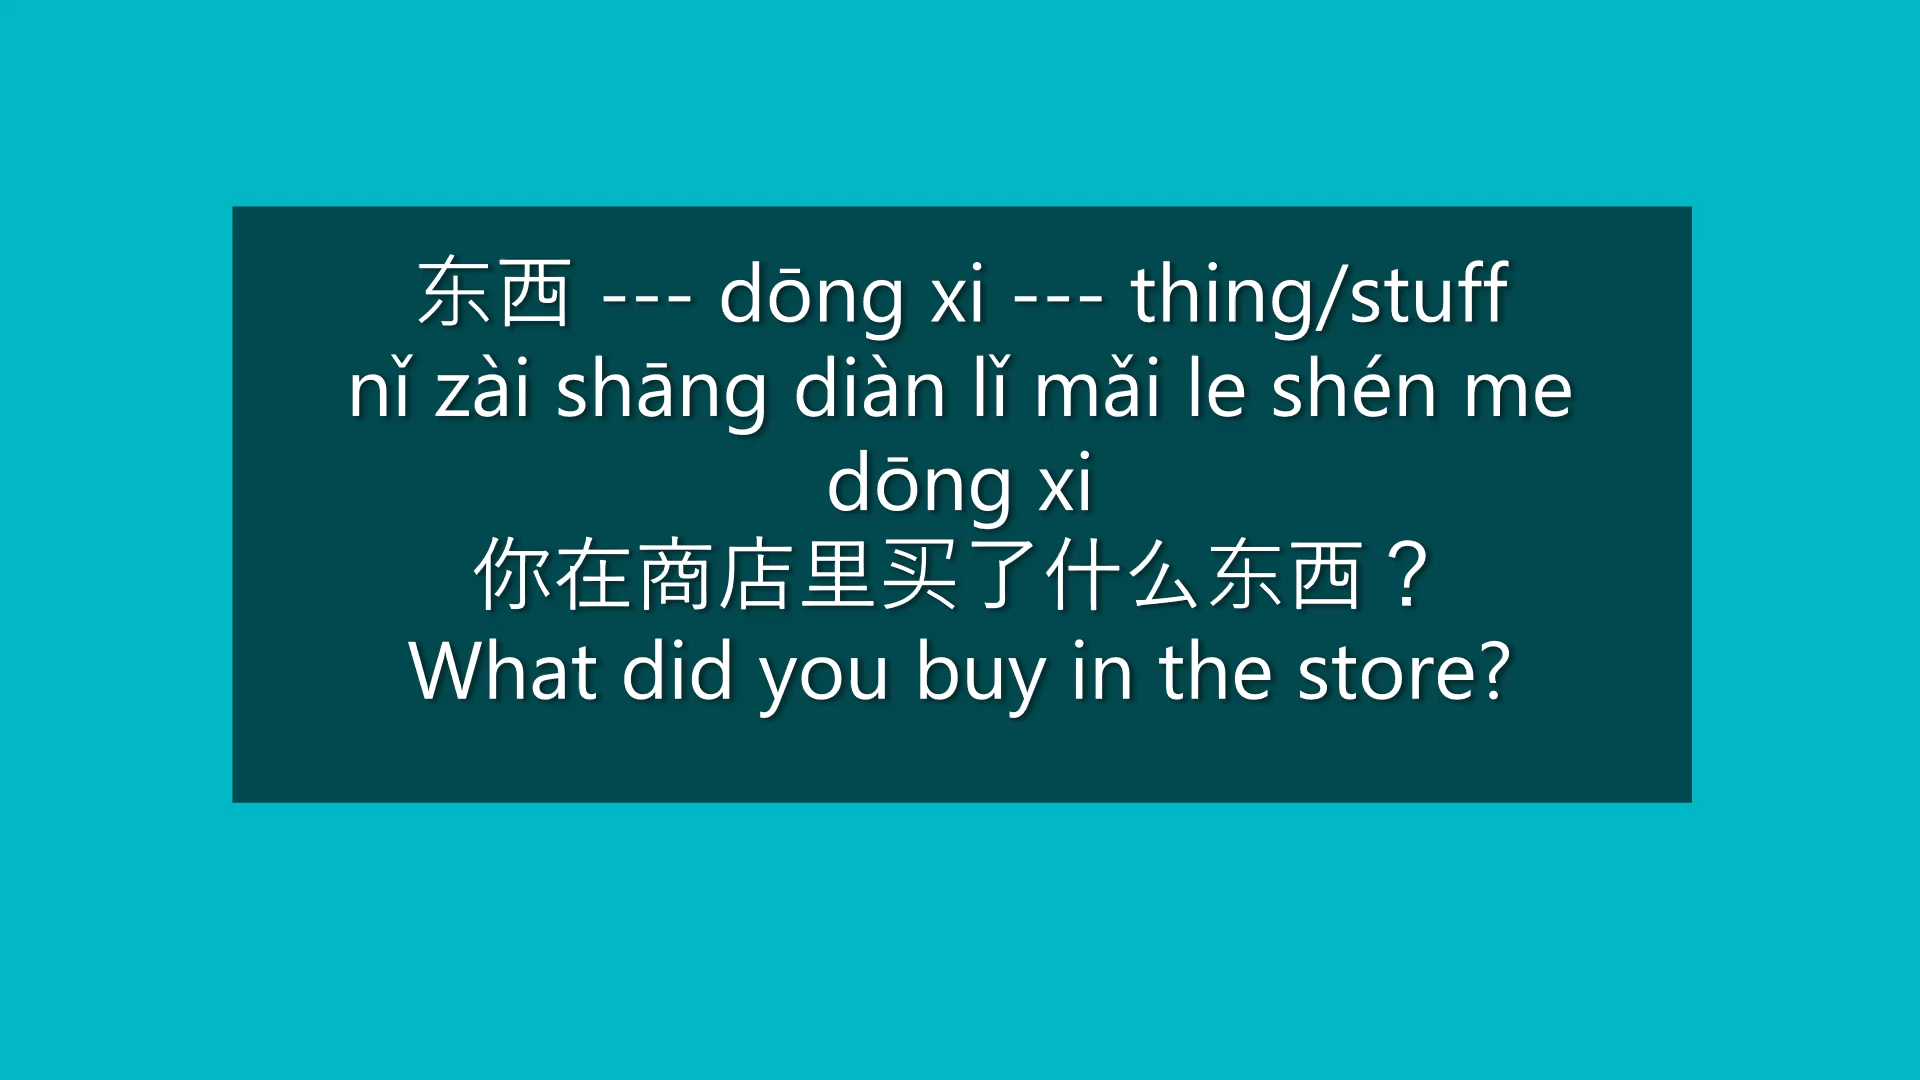 东西 --- dōng xi --- thing/stuff
nǐ zài shāng diàn lǐ mǎi le shén me
dōng xi
你在商店里买了什么东西？
What did you buy in the store?